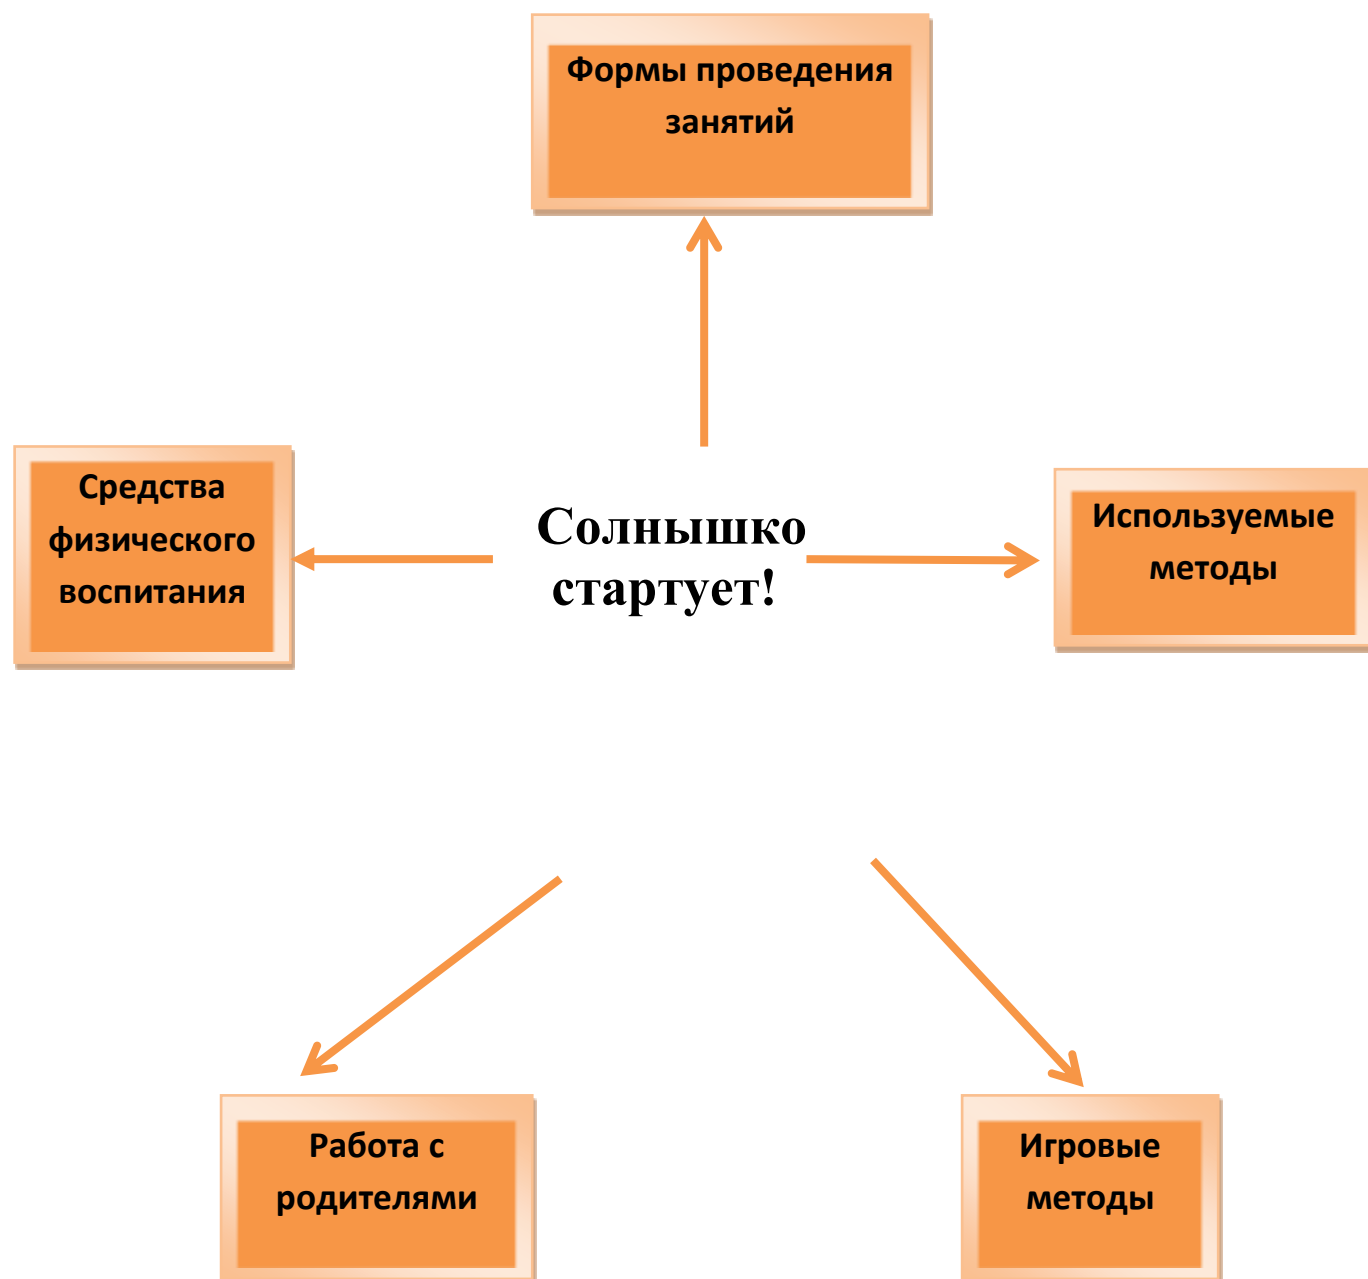 Формы проведения
занятий
Средства
физического
воспитания
Солнышко
стартует!
Используемые
методы
Работа с
родителями
Игровые
методы